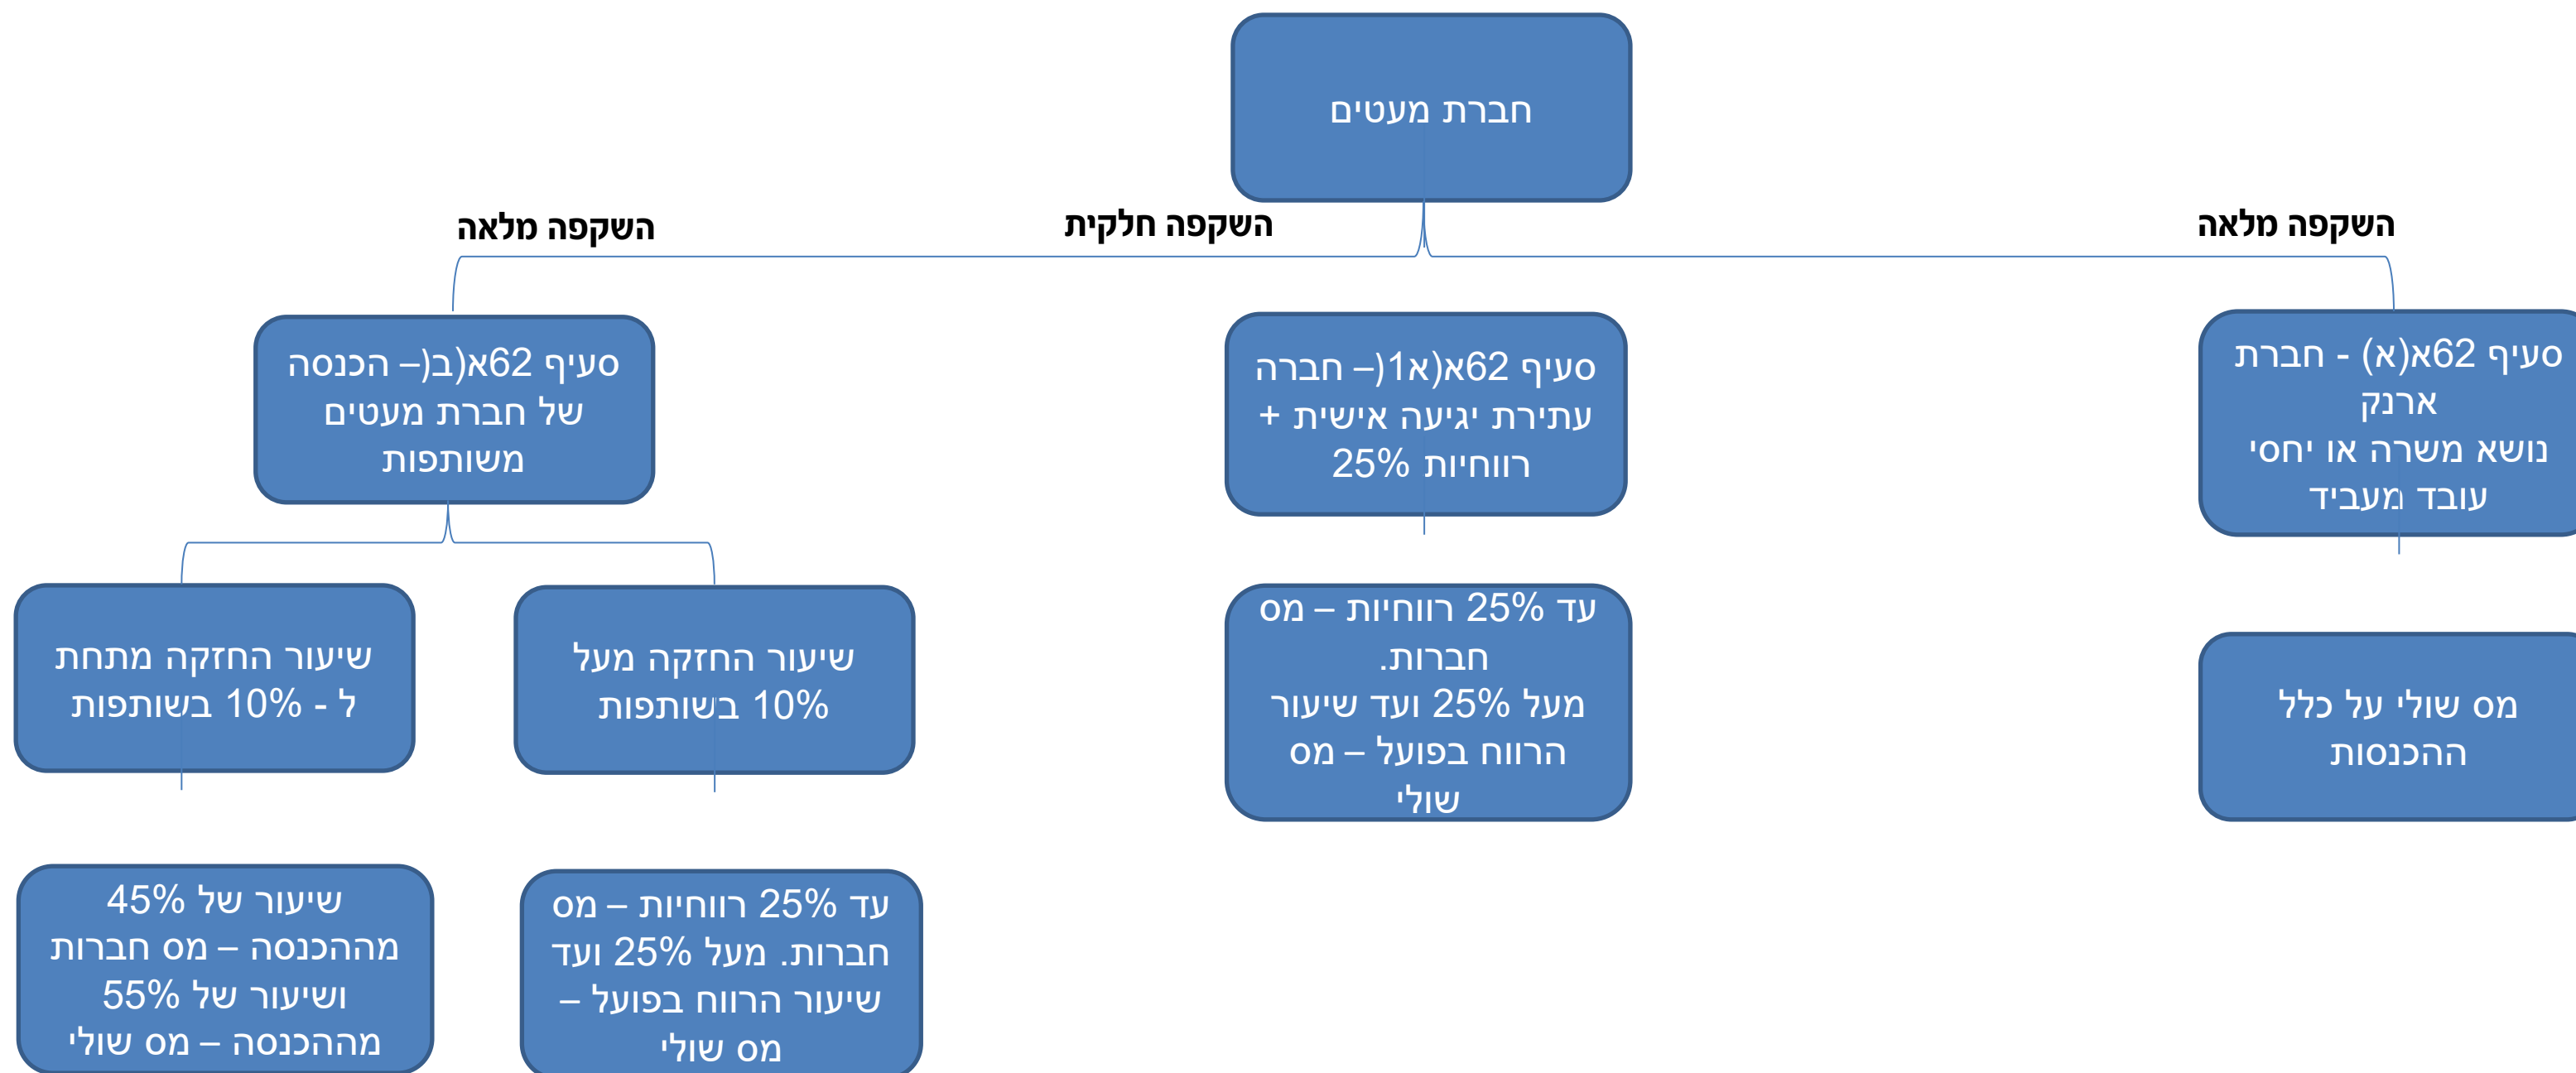 חברת מעטים
השקפה מלאה
השקפה חלקית
השקפה מלאה
סעיף 62א(א) - חברת
ארנק
נושא משרה או יחסי
עובד מעביד
סעיף 62א(א1(– חברה
עתירת יגיעה אישית +
רווחיות 25%
סעיף 62א(ב(– הכנסה
של חברת מעטים
משותפות
מס שולי על כלל
ההכנסות
עד 25% רווחיות – מס
חברות.
מעל 25% ועד שיעור
הרווח בפועל – מס
שולי
שיעור החזקה מעל
10% בשותפות
שיעור החזקה מתחת
ל - 10% בשותפות
עד 25% רווחיות – מס
חברות. מעל 25% ועד
שיעור הרווח בפועל –
מס שולי
שיעור של 45%
מההכנסה – מס חברות
ושיעור של 55%
מההכנסה – מס שולי